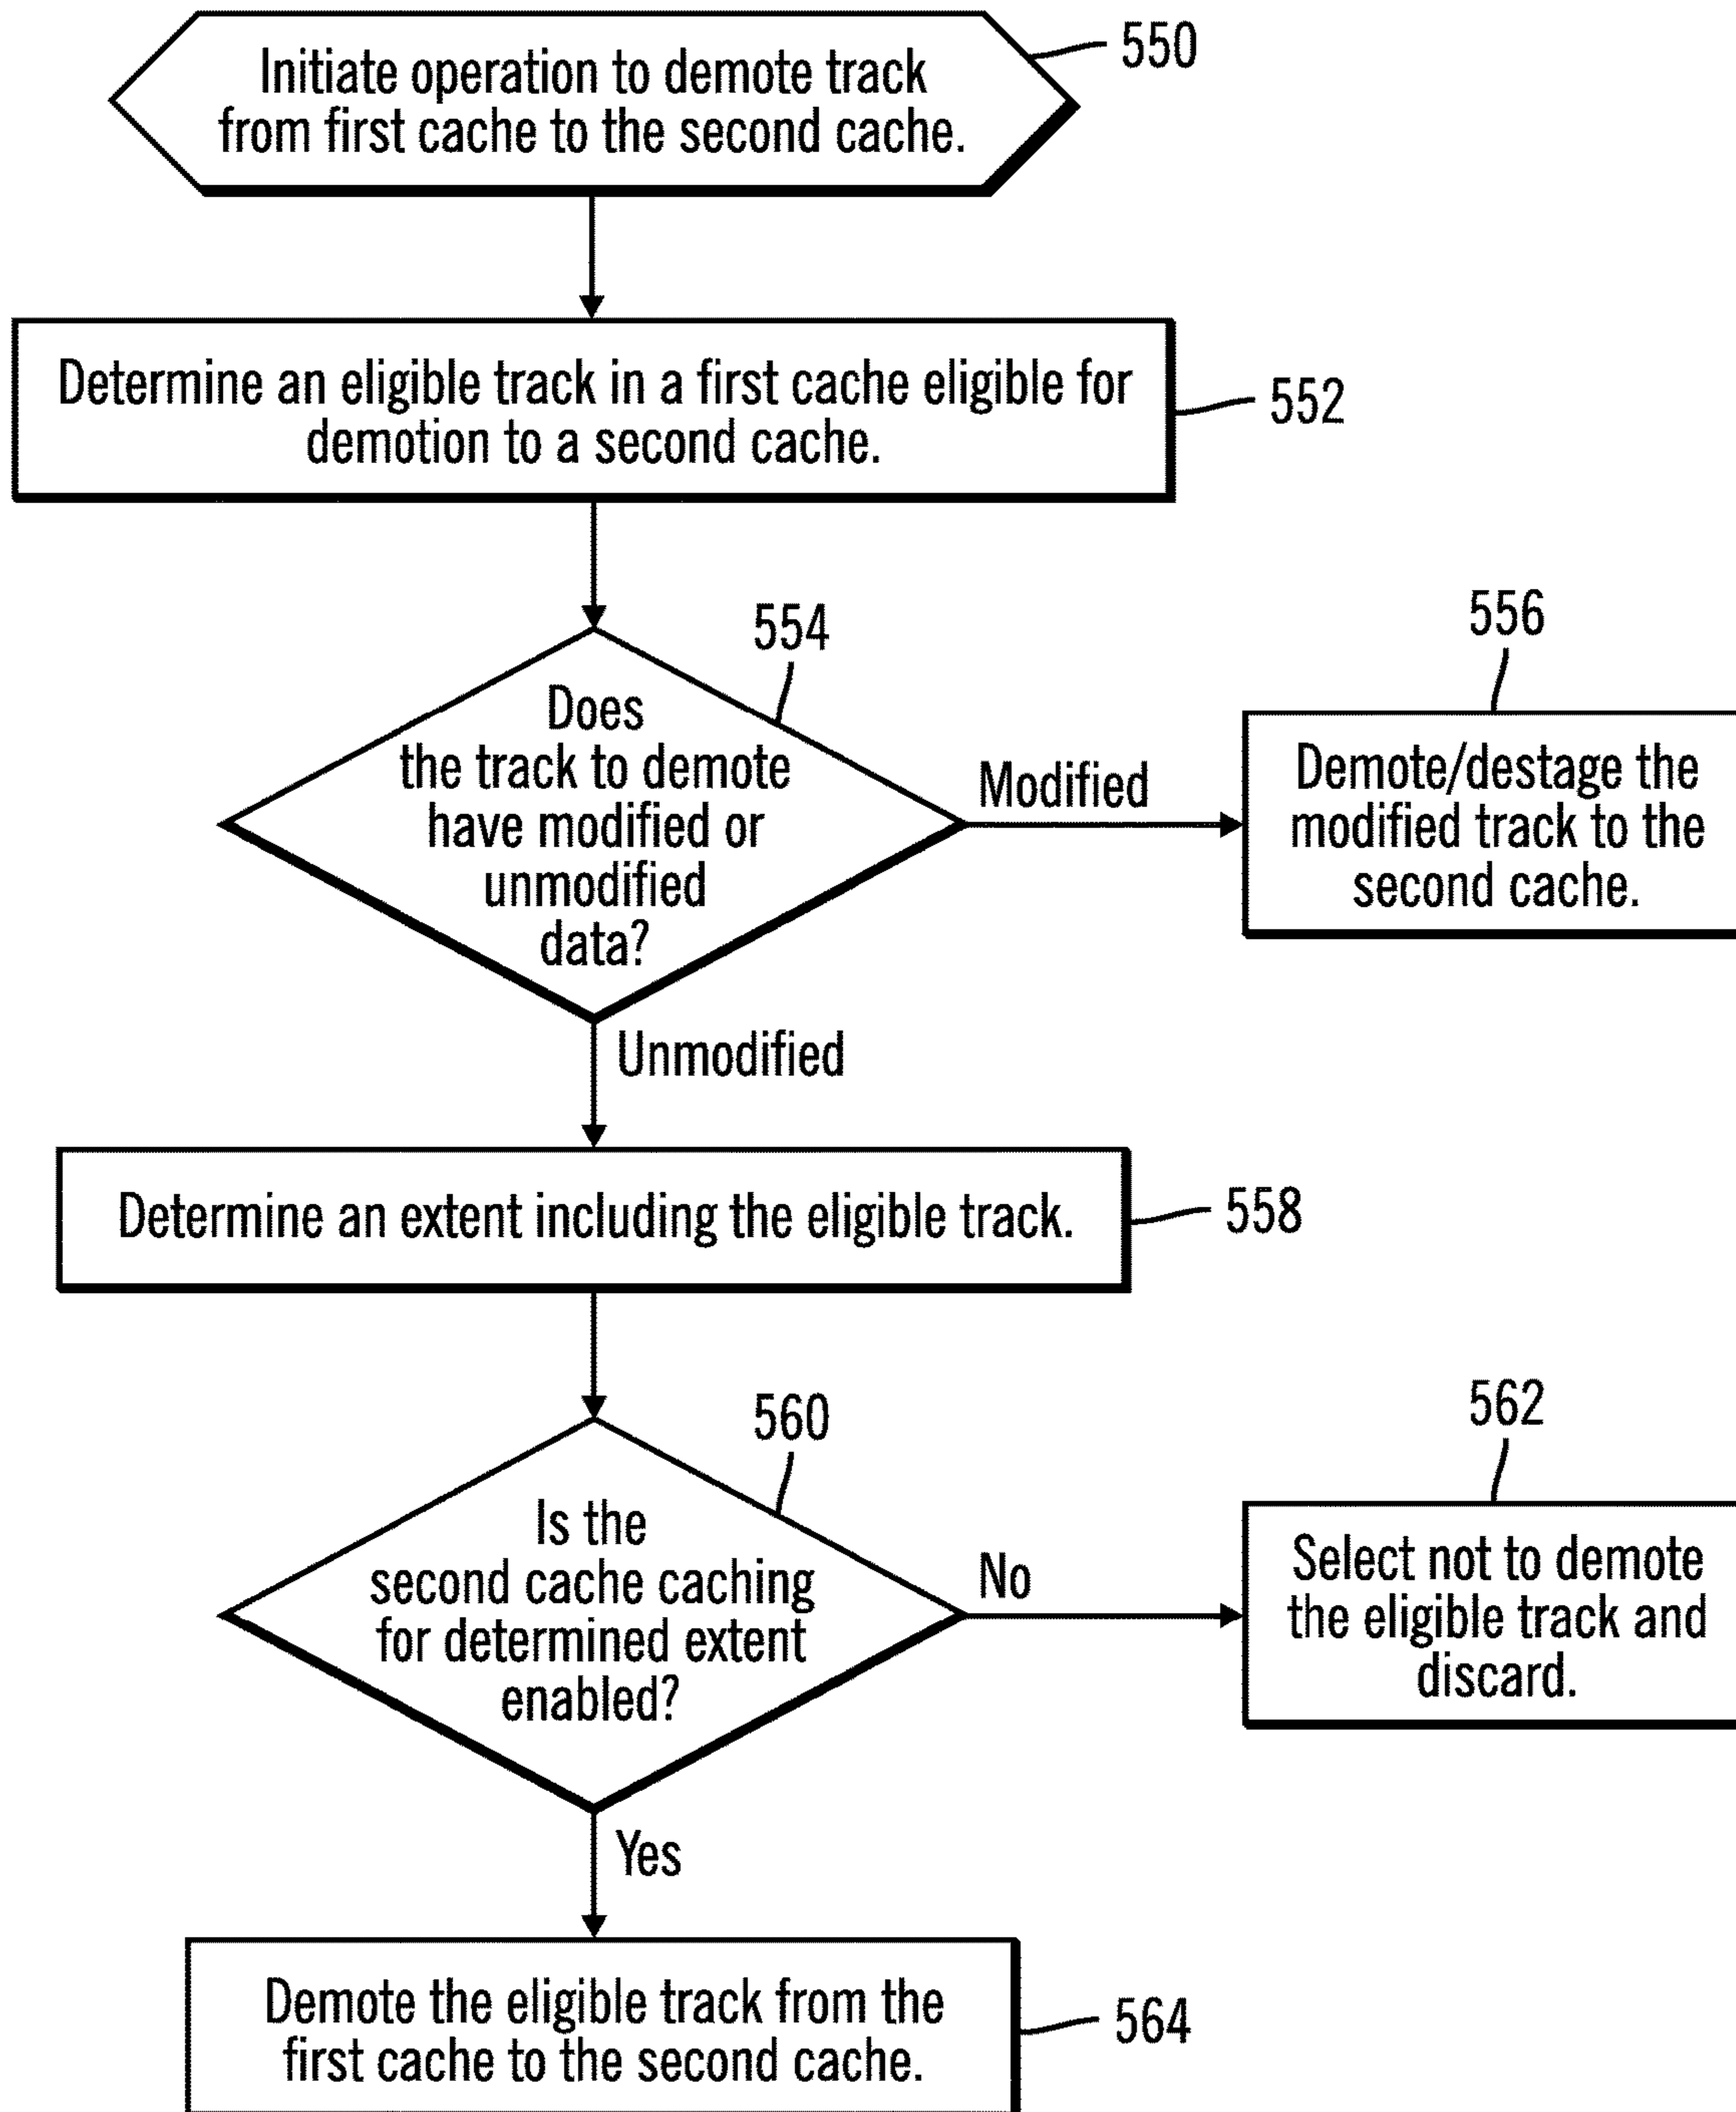 Initiate operation to demote track
from first cache to the second cache.
550
Determine an eligible track in a first cache eligible for
demotion to a second cache.
552
554
Does
the track to demote
have modified or
unmodified
data?
Modified
556
Demote/destage the
modified track to the
second cache.
Unmodified
Determine an extent including the eligible track.
558
560
Is the
second cache caching
for determined extent
enabled?
No
562
Select not to demote
the eligible track and
discard.
Yes
Demote the eligible track from the
first cache to the second cache.
564